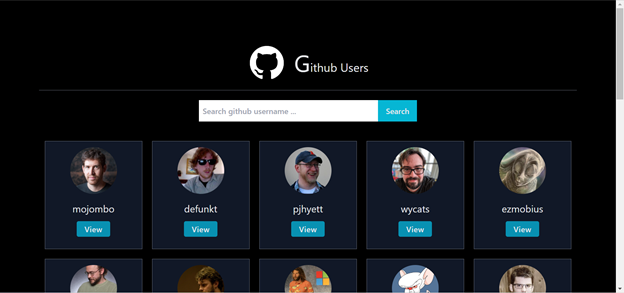 Github Users
Search github username ...
Search
mojombo
defunkt
pjhyett
wycats
ezmobius
View
View
View
View
View